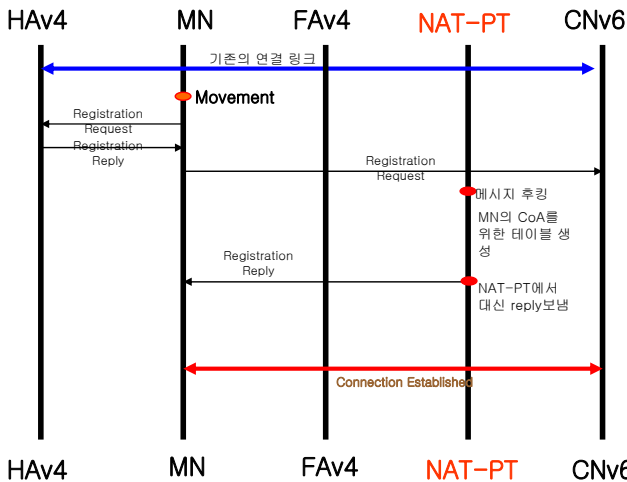 HAv4 MN FAv4 NAT-PT CNv6
기존의 연결 링크
Movement
Registration
Request
Registration
Reply
Registration
Request
메시지 후킹
MN의 CoA를
위한 테이블 생
성
Registration
Reply
NAT-PT에서
대신 reply보냄
Connection Established
HAv4 MN FAv4 NAT-PT CNv6